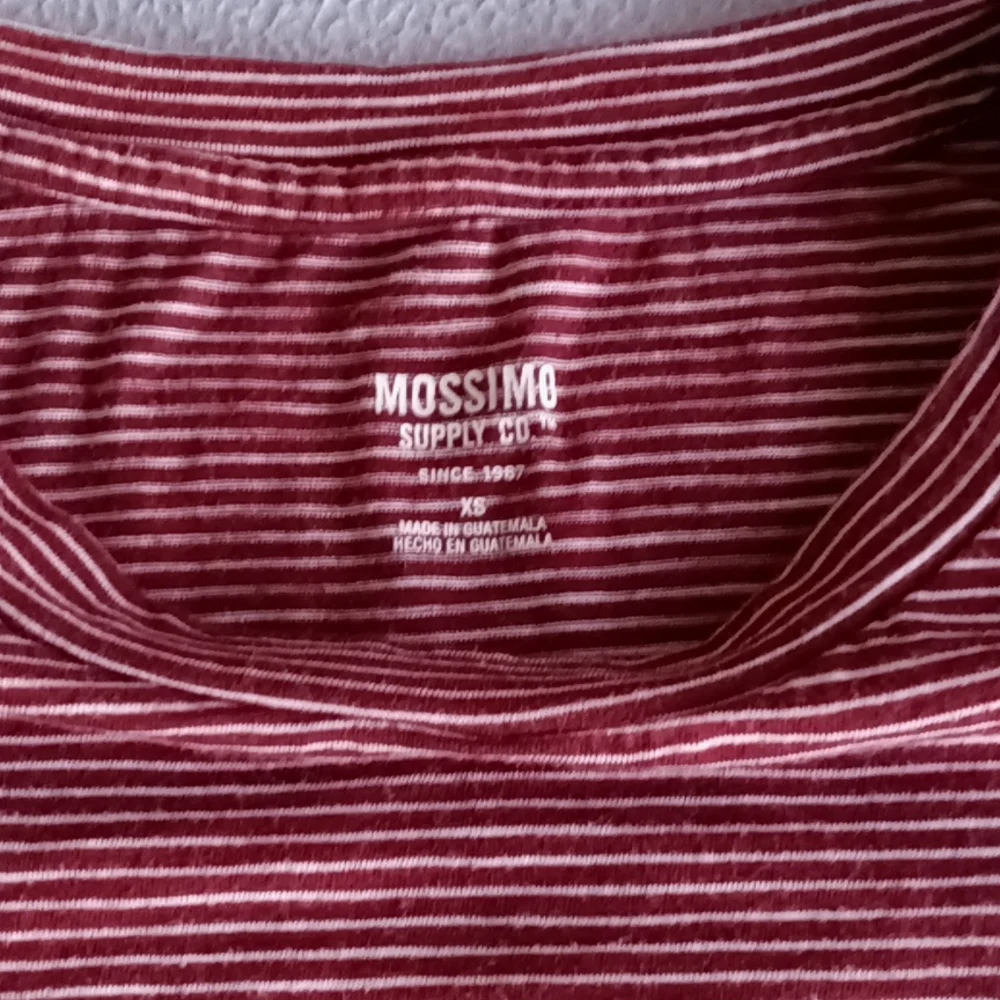 MOSSIMO
SUPPLY CO.™
SINCE 1987
XS
MADE IN GUATEMALA
HECHO EN GUATEMALA